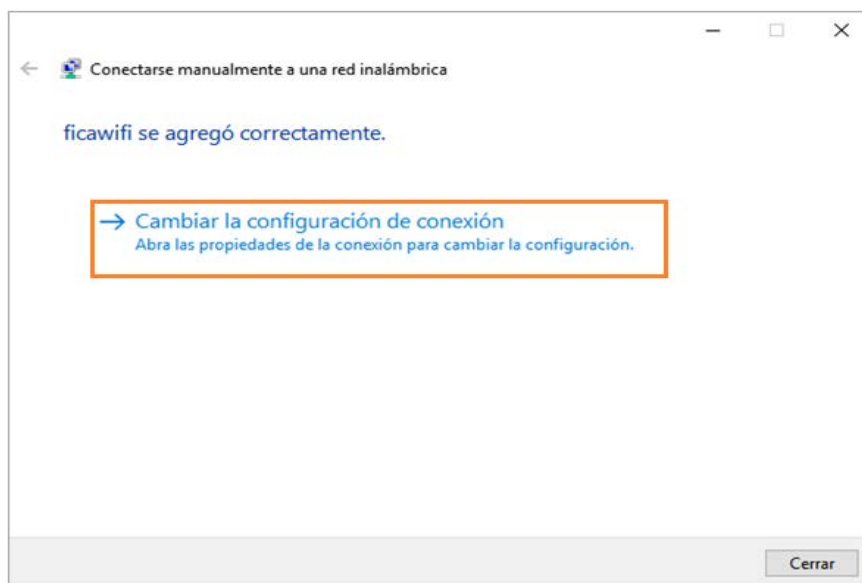 Conectarse manualmente a una red inalámbrica
ficawifi se agregó correctamente.
Cambiar la configuración de conexión
Abra las propiedades de la conexión para cambiar la configuración.
Cerrar